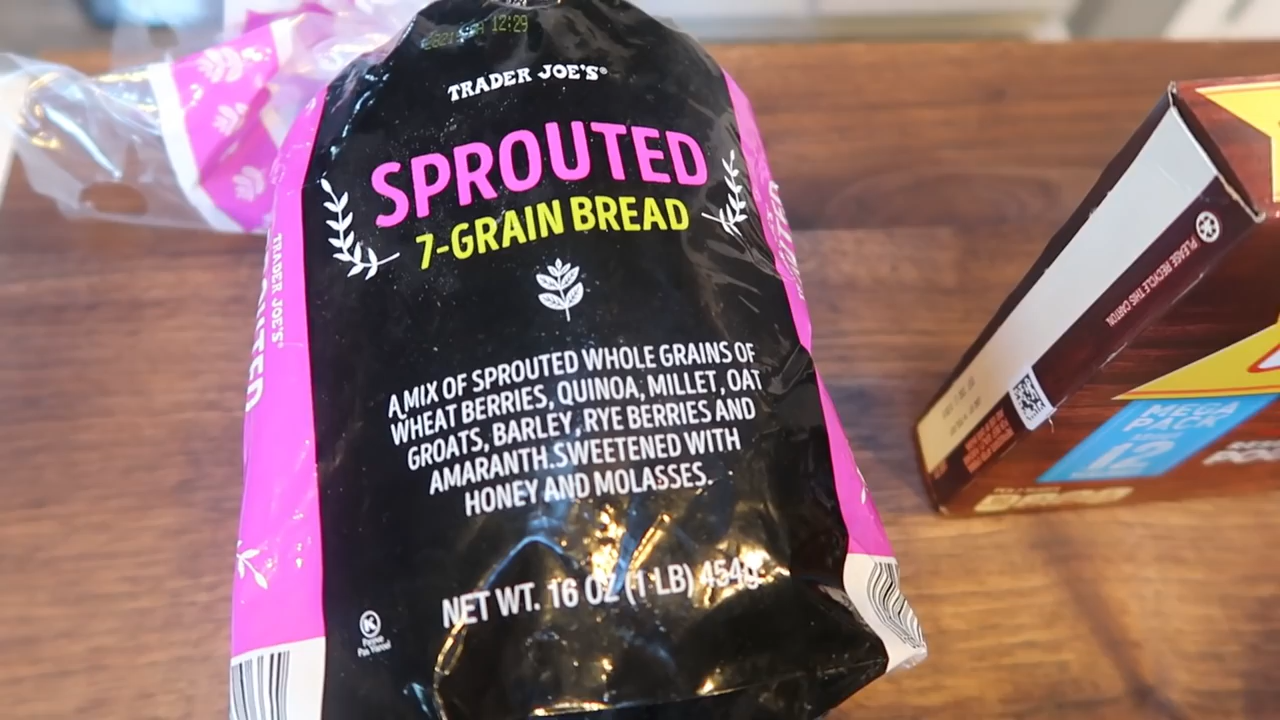 12:29
TRADER JOE'S®
SPROUTED
7-GRAIN BREAD
A MIX OF SPROUTED WHOLE GRAINS OF
WHEAT BERRIES, QUINOA, MILLET, OAT
GROATS, BARLEY, RYE BERRIES AND
AMARANTH. SWEETENED WITH
HONEY AND MOLASSES.
NET WT. 16 OZ (1 LB) 454g
K
TRADER JOE'S®
PLEASE RECYCLE THIS CARTON.
MEGA
PACK
12